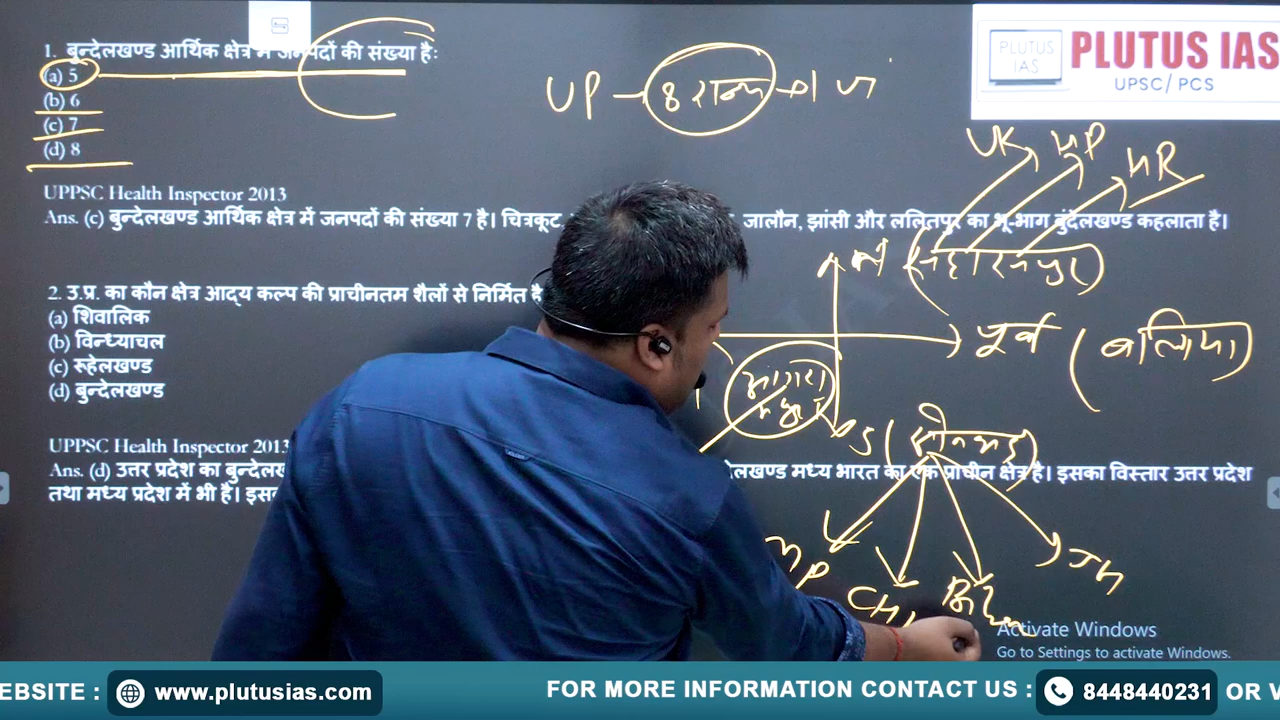 1. बुन्देलखण्ड आर्थिक क्षेत्र में जनपदों की संख्या है:
(a) 5
(b) 6
(c) 7
(d) 8
UPPSC Health Inspector 2013
Ans. (c) बुन्देलखण्ड आर्थिक क्षेत्र में जनपदों की संख्या 7 है। चित्रकूट, जालौन, झांसी और ललितपुर का भू-भाग बुंदेलखण्ड कहलाता है।
2. उ.प्र. का कौन क्षेत्र आद्य कल्प की प्राचीनतम शैलों से निर्मित है
(a) शिवालिक
(b) विन्ध्याचल
(c) रूहेलखण्ड
(d) बुन्देलखण्ड
UPPSC Health Inspector 2013
Ans. (d) उत्तर प्रदेश का मध्य भारत का एक प्राचीन क्षेत्र है। इसका विस्तार उत्तर प्रदेश
तथा मध्य प्रदेश में भी है।
UP 8 राज्य
UK HP HR
(सहारनपुर)
पूर्व (बलिया)
आगरा
मथुरा
S (सोनभद्र)
MP CH बिहार JH
PLUTUS IAS
PLUTUS IAS
UPSC/ PCS
Activate Windows
Go to Settings to activate Windows.
EBSITE : www.plutusias.com FOR MORE INFORMATION CONTACT US : 8448440231 OR V